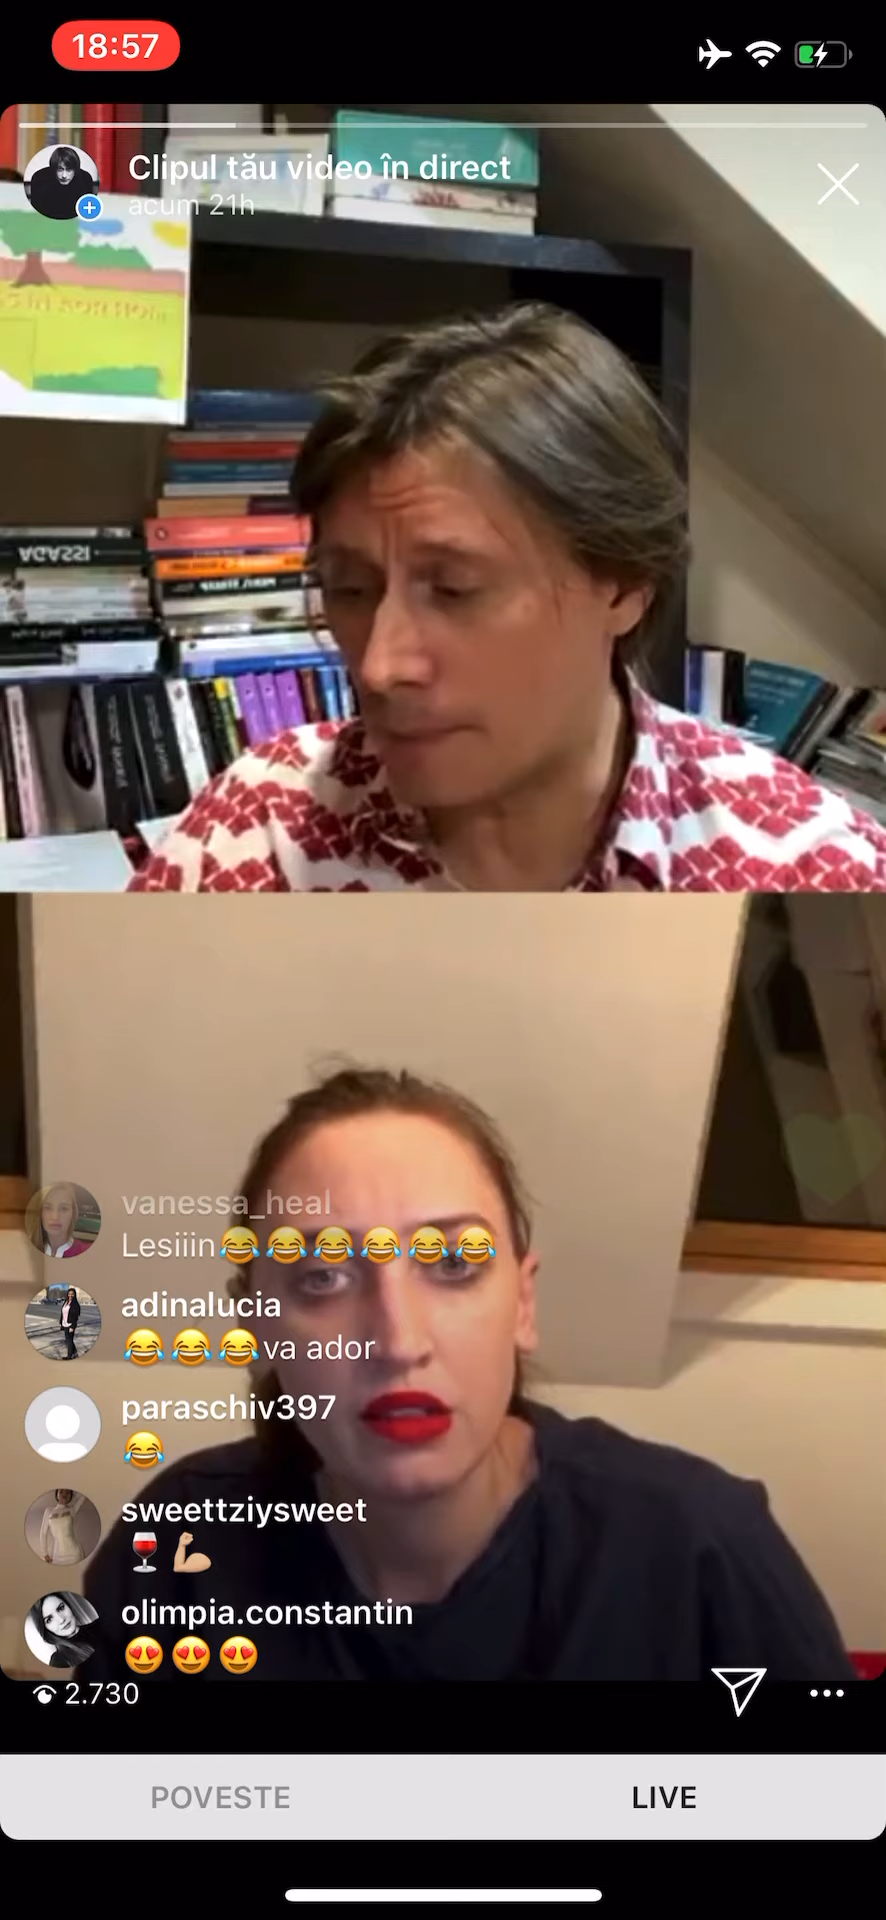 18:57
Clipul tău video în direct
acum 21h
AGASSI
vanessa_heal
Lesiiin😂😂😂😂😂😂
adinalucia
😂😂😂va ador
paraschiv397
😂
sweettziysweet
🍷💪🏼
olimpia.constantin
😍😍😍
2.730
POVESTE
LIVE